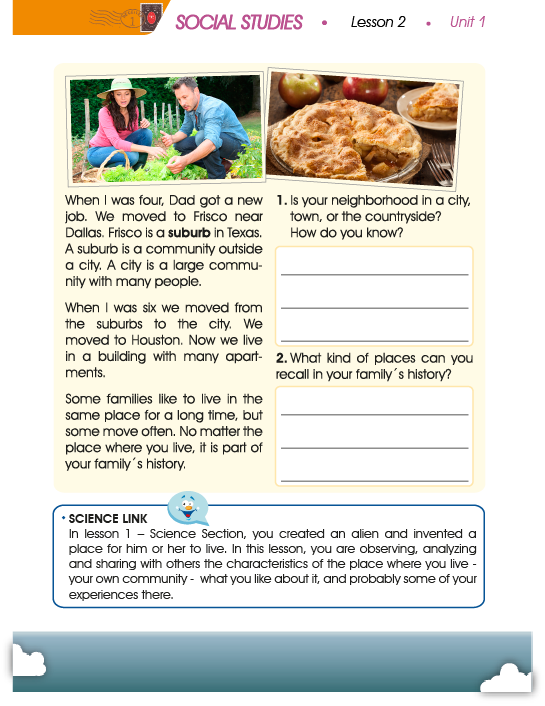 SOCIAL STUDIES • Lesson 2 • Unit 1
When I was four, Dad got a new
job. We moved to Frisco near
Dallas. Frisco is a suburb in Texas.
A suburb is a community outside
a city. A city is a large commu-
nity with many people.
When I was six we moved from
the suburbs to the city. We
moved to Houston. Now we live
in a building with many apart-
ments.
Some families like to live in the
same place for a long time, but
some move often. No matter the
place where you live, it is part of
your family´s history.
1. Is your neighborhood in a city,
town, or the countryside?
How do you know?
2. What kind of places can you
recall in your family´s history?
• SCIENCE LINK
In lesson 1 – Science Section, you created an alien and invented a
place for him or her to live. In this lesson, you are observing, analyzing
and sharing with others the characteristics of the place where you live -
your own community - what you like about it, and probably some of your
experiences there.